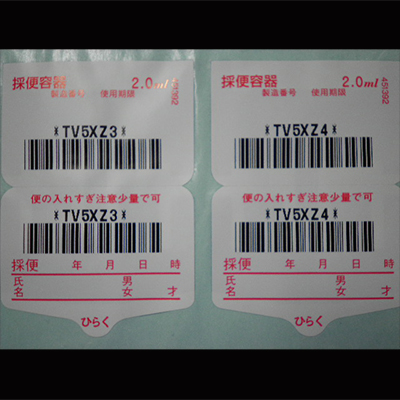 採便容器 2.0ml
製造番号 使用期限
*TV5XZ3*
便の入れすぎ注意少量で可
*TV5XZ3*
採便 年 月 日 時
氏 男
名 女 才
ひらく
採便容器 2.0ml
製造番号 使用期限
*TV5XZ4*
便の入れすぎ注意少量で可
*TV5XZ4*
採便 年 月 日 時
氏 男
名 女 才
ひらく